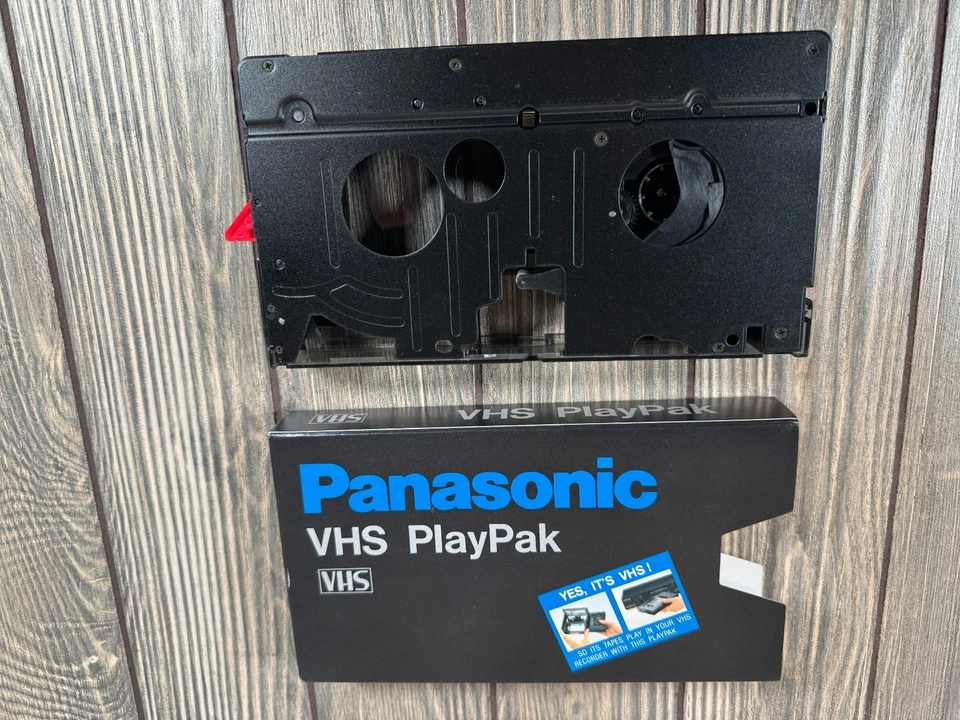 VHS VHS PlayPak
Panasonic
VHS PlayPak
VHS
YES, IT'S VHS!
SO ITS TAPES PLAY IN YOUR VHS
RECORDER WITH THIS PLAYPAK